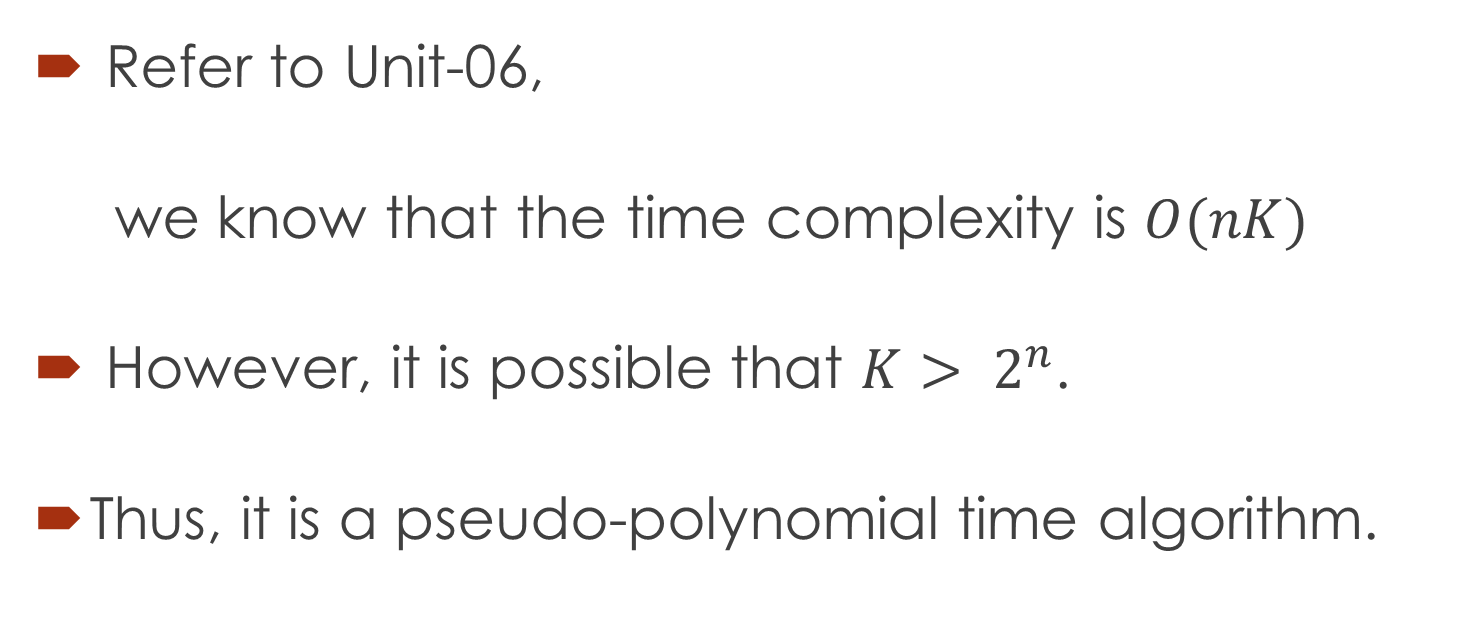 Refer to Unit-06,
we know that the time complexity is O(nK)
However, it is possible that K > 2ⁿ.
Thus, it is a pseudo-polynomial time algorithm.